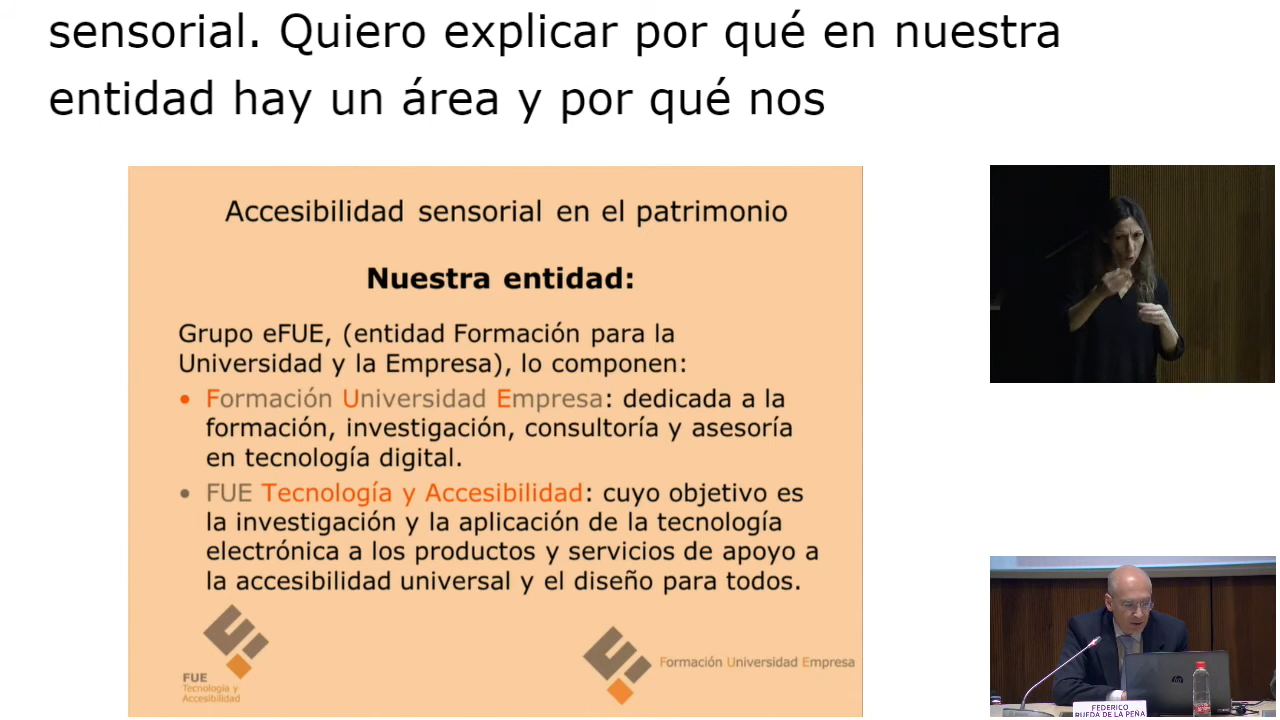 sensorial. Quiero explicar por qué en nuestra
entidad hay un área y por qué nos
Accesibilidad sensorial en el patrimonio
Nuestra entidad:
Grupo eFUE, (entidad Formación para la
Universidad y la Empresa), lo componen:
• Formación Universidad Empresa: dedicada a la
formación, investigación, consultoría y asesoría
en tecnología digital.
• FUE Tecnología y Accesibilidad: cuyo objetivo es
la investigación y la aplicación de la tecnología
electrónica a los productos y servicios de apoyo a
la accesibilidad universal y el diseño para todos.
FUE
Tecnología y
Accesibilidad
Formación Universidad Empresa
hp
FEDERICO
RUEDA DE LA PEÑA